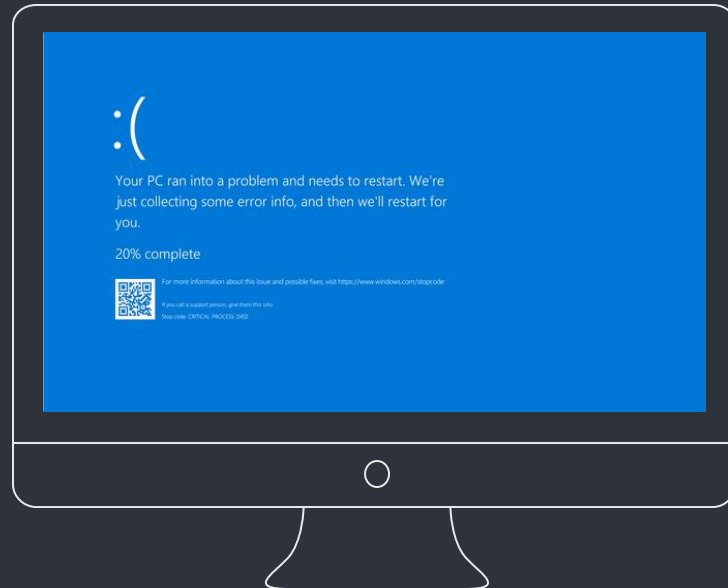 :(
Your PC ran into a problem and needs to restart. We're
just collecting some error info, and then we'll restart for
you.
20% complete
For more information about this issue and possible fixes, visit https://www.windows.com/stopcode
If you call a support person, give them this info:
Stop code: CRITICAL PROCESS DIED